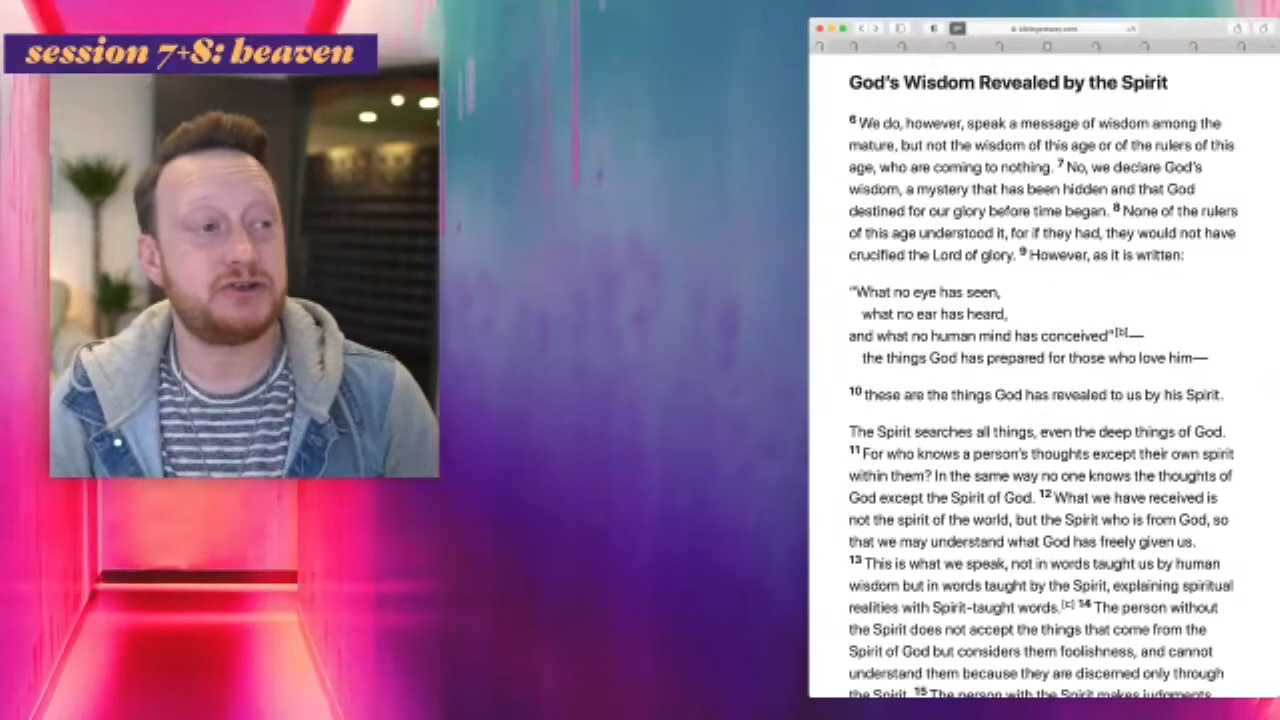 session 7+8: beaven
God's Wisdom Revealed by the Spirit
6 We do, however, speak a message of wisdom among the
mature, but not the wisdom of this age or of the rulers of this
age, who are coming to nothing. 7 No, we declare God's
wisdom, a mystery that has been hidden and that God
destined for our glory before time began. 8 None of the rulers
of this age understood it, for if they had, they would not have
crucified the Lord of glory. 9 However, as it is written:
"What no eye has seen,
what no ear has heard,
and what no human mind has conceived"[b]—
the things God has prepared for those who love him—
10 these are the things God has revealed to us by his Spirit.
The Spirit searches all things, even the deep things of God.
11 For who knows a person's thoughts except their own spirit
within them? In the same way no one knows the thoughts of
God except the Spirit of God. 12 What we have received is
not the spirit of the world, but the Spirit who is from God, so
that we may understand what God has freely given us.
13 This is what we speak, not in words taught us by human
wisdom but in words taught by the Spirit, explaining spiritual
realities with Spirit-taught words.[c] 14 The person without
the Spirit does not accept the things that come from the
Spirit of God but considers them foolishness, and cannot
understand them because they are discerned only through
the Spirit. 15 The person with the Spirit makes judgments